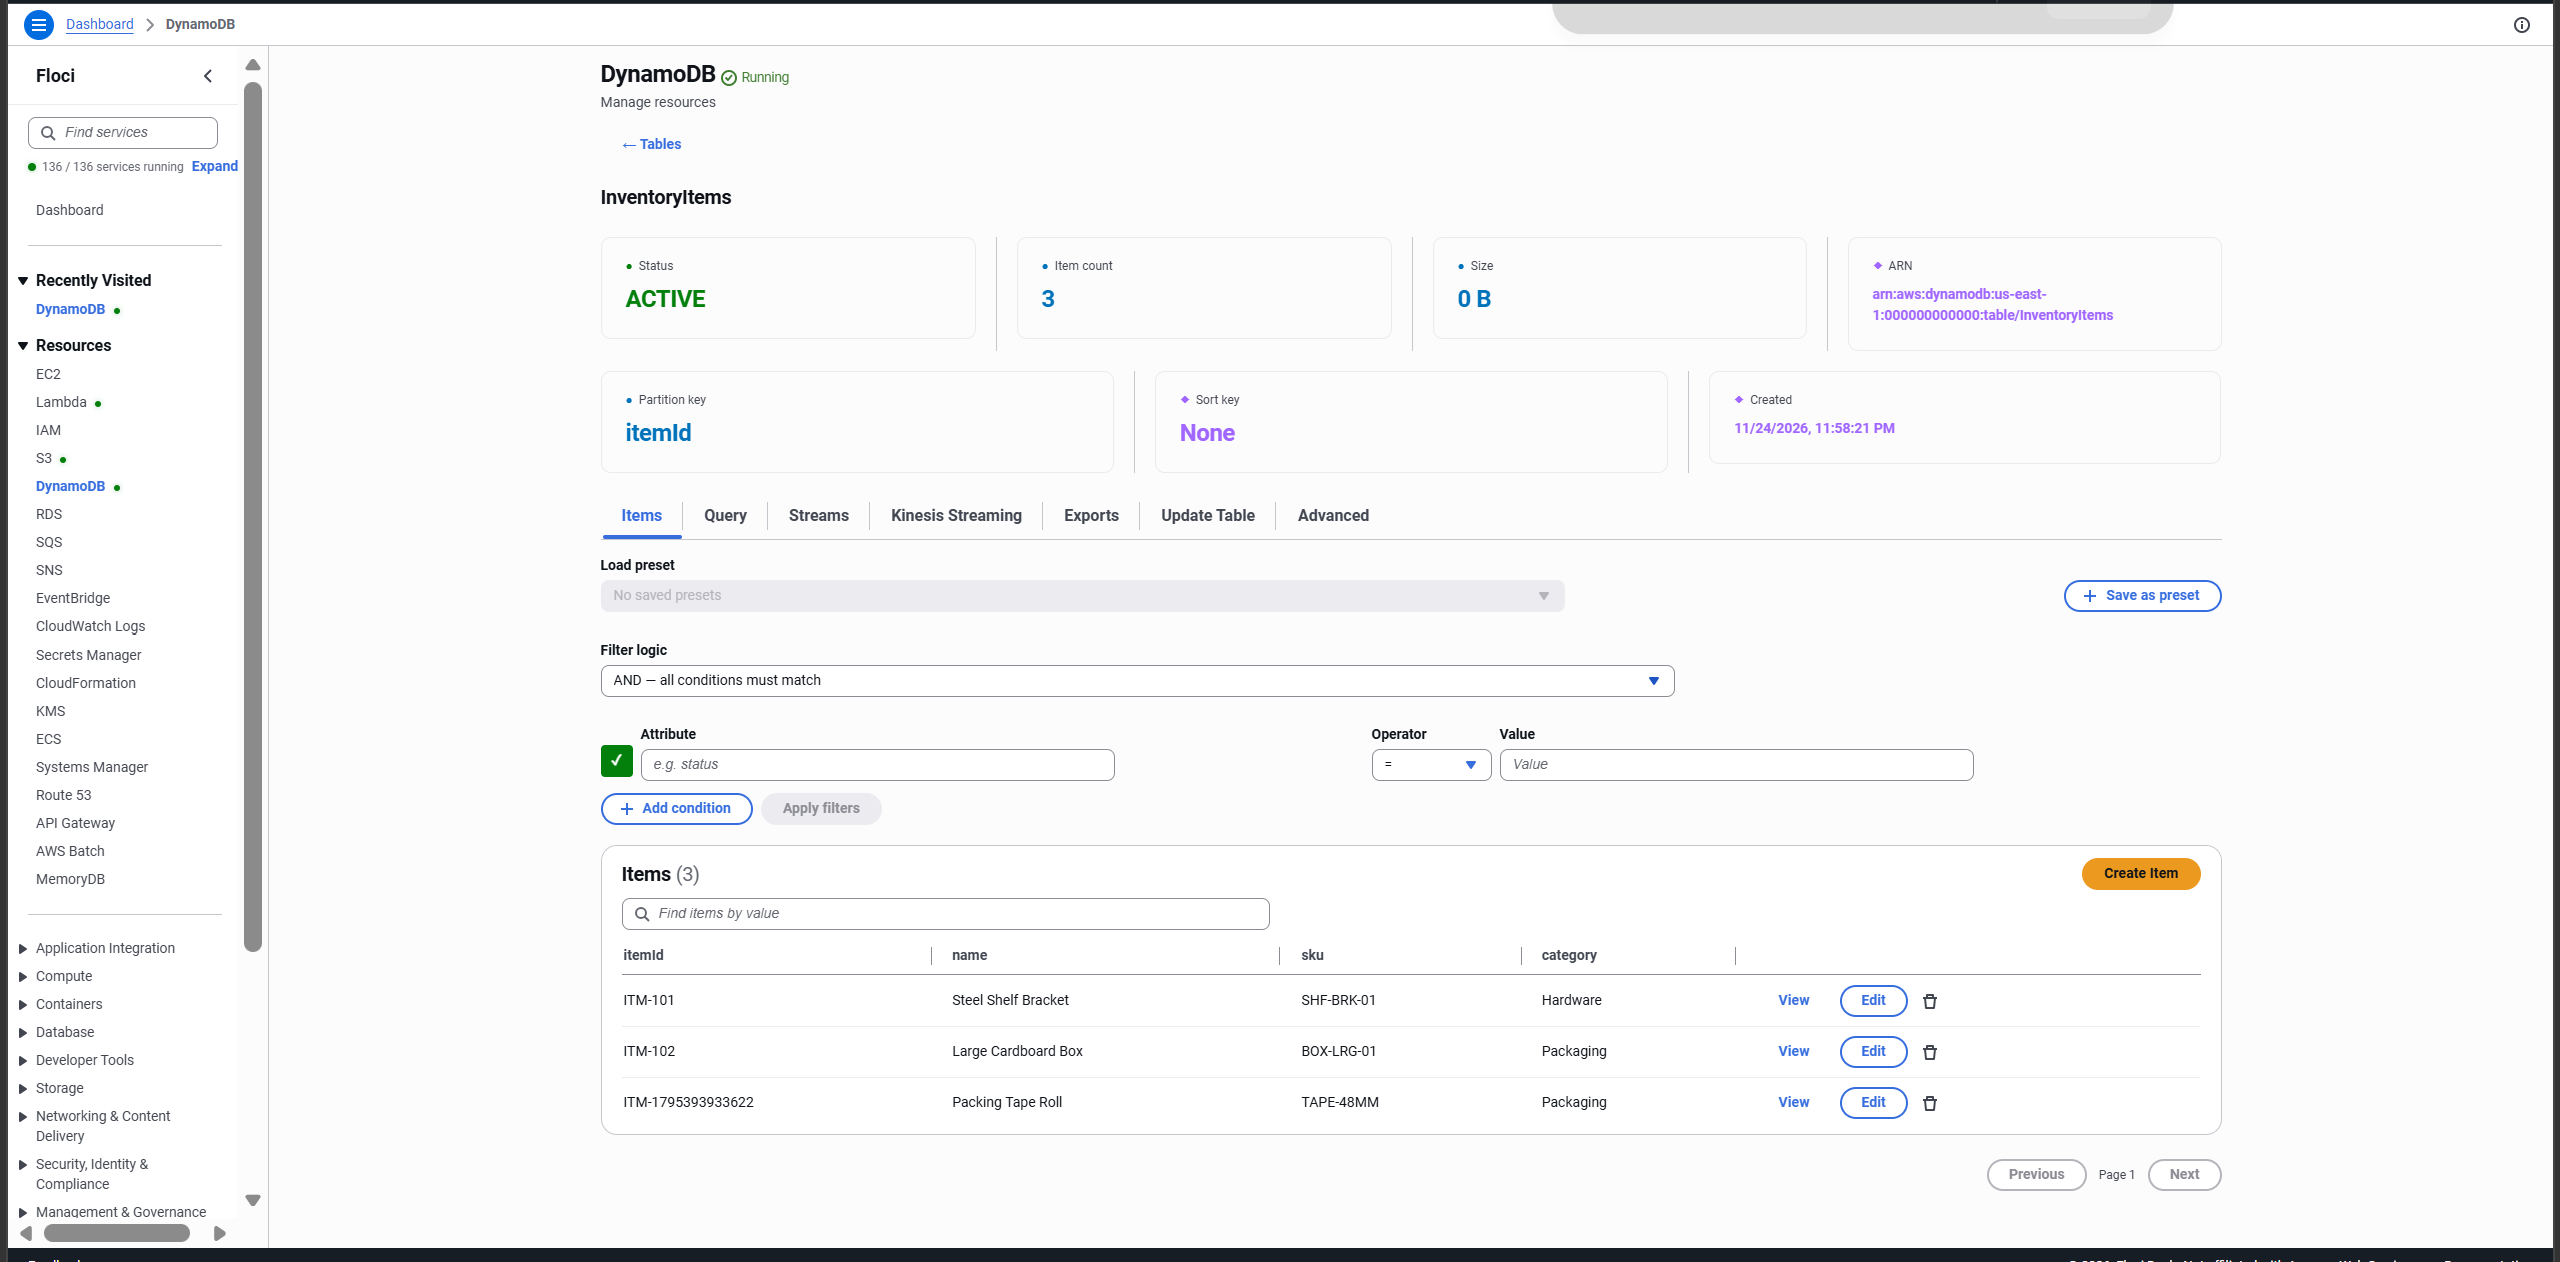 Dashboard > DynamoDB
Floci
Find services
136 / 136 services running Expand
Dashboard
Recently Visited
DynamoDB
Resources
EC2
Lambda
IAM
S3
DynamoDB
RDS
SQS
SNS
EventBridge
CloudWatch Logs
Secrets Manager
CloudFormation
KMS
ECS
Systems Manager
Route 53
API Gateway
AWS Batch
MemoryDB
Application Integration
Compute
Containers
Database
Developer Tools
Storage
Networking & Content
Delivery
Security, Identity &
Compliance
Management & Governance
DynamoDB Running
Manage resources
← Tables
InventoryItems
Status
ACTIVE
Item count
3
Size
0 B
ARN
arn:aws:dynamodb:us-east-
1:000000000000:table/InventoryItems
Partition key
itemId
Sort key
None
Created
11/24/2026, 11:58:21 PM
Items Query Streams Kinesis Streaming Exports Update Table Advanced
Load preset
No saved presets
+ Save as preset
Filter logic
AND — all conditions must match
Attribute Operator Value
e.g. status = Value
+ Add condition Apply filters
Items (3) Create Item
Find items by value
itemId name sku category
ITM-101 Steel Shelf Bracket SHF-BRK-01 Hardware View Edit
ITM-102 Large Cardboard Box BOX-LRG-01 Packaging View Edit
ITM-1795393933622 Packing Tape Roll TAPE-48MM Packaging View Edit
Previous Page 1 Next